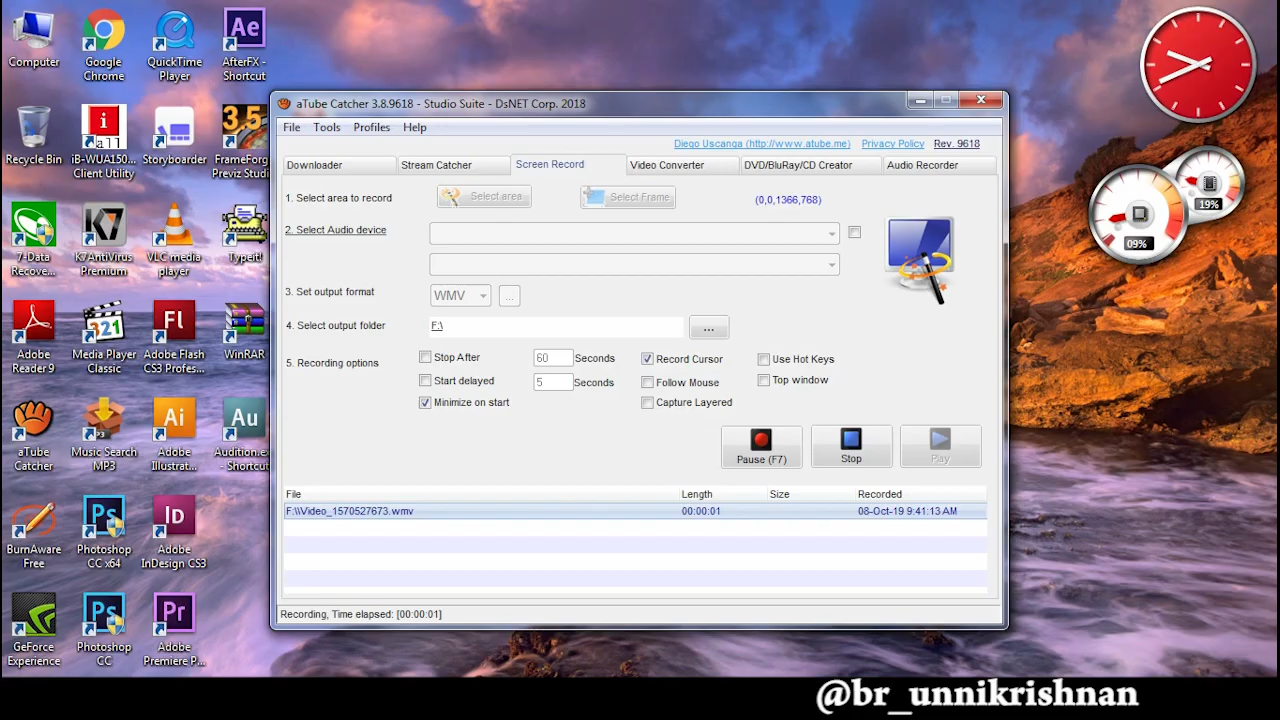 Computer
Google Chrome
QuickTime Player
Ae
AfterFX - Shortcut
Recycle Bin
iB-WUA150... Client Utility
Storyboarder
FrameForg... Previz Studi...
7-Data Recove...
K7AntiVirus Premium
VLC media player
TypeIt!
Adobe Reader 9
Media Player Classic
Adobe Flash CS3 Profes...
WinRAR
aTube Catcher
Music Search MP3
Ai
Adobe Illustrat...
Au
Audition.ex... - Shortcut
BurnAware Free
Ps
Photoshop CC x64
Id
Adobe InDesign CS3
GeForce Experience
Ps
Photoshop CC
Pr
Adobe Premiere P...
aTube Catcher 3.8.9618 - Studio Suite - DsNET Corp. 2018
File Tools Profiles Help
Diego Uscanga (http://www.atube.me) Privacy Policy Rev. 9618
Downloader Stream Catcher Screen Record Video Converter DVD/BluRay/CD Creator Audio Recorder
1. Select area to record Select area Select Frame (0,0,1366,768)
2. Select Audio device
3. Set output format WMV ...
4. Select output folder F:\ ...
5. Recording options
Stop After 60 Seconds Record Cursor Use Hot Keys
Start delayed 5 Seconds Follow Mouse Top window
Minimize on start Capture Layered
Pause (F7) Stop Play
File Length Size Recorded
F:\\Video_1570527673.wmv 00:00:01 08-Oct-19 9:41:13 AM
Recording, Time elapsed: [00:00:01]
19%
09%
@br_unnikrishnan